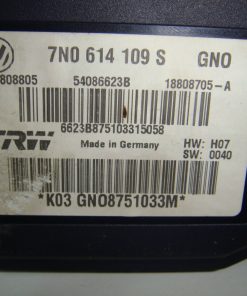 7N0 614 109 S GNO
808805 54086623B 18808705-A
6623B875103315058
TRW Made in Germany HW: H07
SW: 0040
*K03 GNO8751033M*